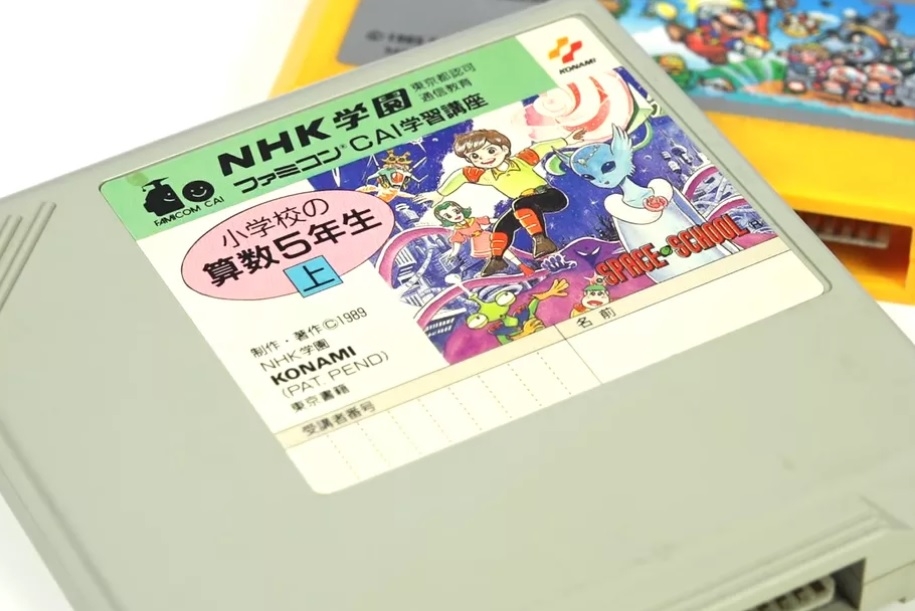 KONAMI
NHK学園
東京都認可
通信教育
ファミコン®CAI学習講座
FAMICOM CAI
小学校の
算数5年生
上
SPACE・SCHOOL
制作・著作©1989
NHK学園
KONAMI
(PAT. PEND)
東京書籍
受講者番号
名前